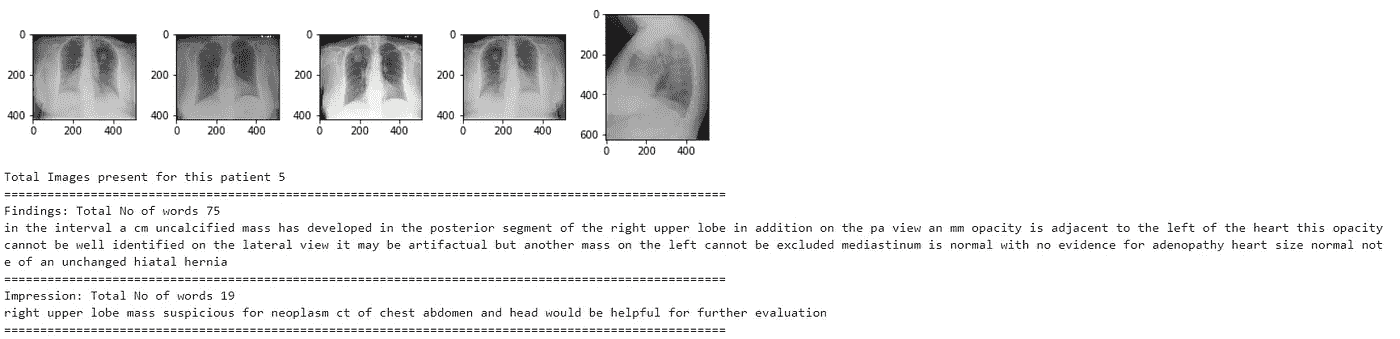 0
0 0 0 0
200 200 200 200 200
400 400 400 400 400
0 200 400 0 200 400 0 200 400 0 200 400
600
0 200 400
Total Images present for this patient 5
=====================================================================================================
Findings: Total No of words 75
in the interval a cm uncalcified mass has developed in the posterior segment of the right upper lobe in addition on the pa view an mm opacity is adjacent to the left of the heart this opacity
cannot be well identified on the lateral view it may be artifactual but another mass on the left cannot be excluded mediastinum is normal with no evidence for adenopathy heart size normal not
e of an unchanged hiatal hernia
=====================================================================================================
Impression: Total No of words 19
right upper lobe mass suspicious for neoplasm ct of chest abdomen and head would be helpful for further evaluation
=====================================================================================================